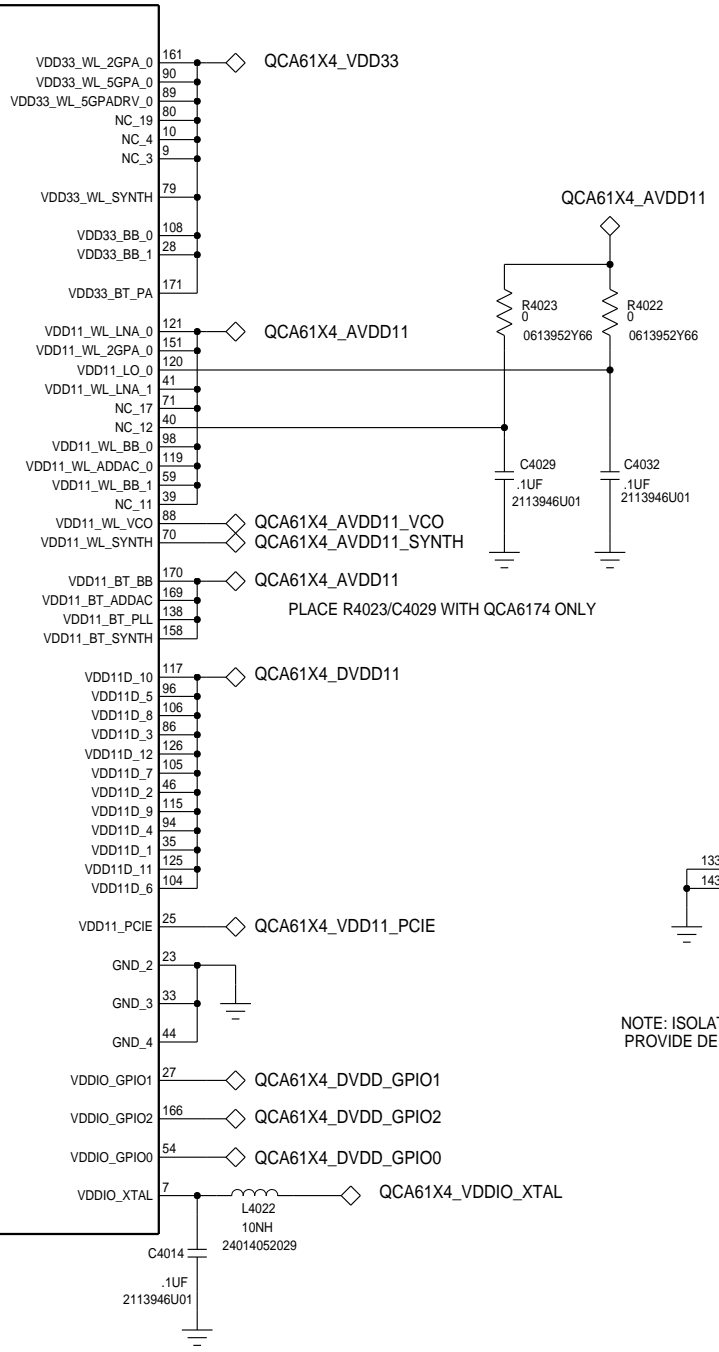 VDD33_WL_2GPA_0 161 QCA61X4_VDD33
VDD33_WL_5GPA_0 90
VDD33_WL_5GPADRV_0 89
NC_19 80
NC_4 10
NC_3 9
VDD33_WL_SYNTH 79
VDD33_BB_0 108
VDD33_BB_1 28
VDD33_BT_PA 171
VDD11_WL_LNA_0 121 QCA61X4_AVDD11
VDD11_WL_2GPA_0 151
VDD11_LO_0 120
VDD11_WL_LNA_1 41
NC_17 71
NC_12 40
VDD11_WL_BB_0 98
VDD11_WL_ADDAC_0 119
VDD11_WL_BB_1 59
NC_11 39
VDD11_WL_VCO 88 QCA61X4_AVDD11_VCO
VDD11_WL_SYNTH 70 QCA61X4_AVDD11_SYNTH
VDD11_BT_BB 170 QCA61X4_AVDD11
VDD11_BT_ADDAC 169
VDD11_BT_PLL 138
VDD11_BT_SYNTH 158
VDD11D_10 117 QCA61X4_DVDD11
VDD11D_5 96
VDD11D_8 106
VDD11D_3 86
VDD11D_12 126
VDD11D_7 105
VDD11D_2 46
VDD11D_9 115
VDD11D_4 94
VDD11D_1 35
VDD11D_11 125
VDD11D_6 104
VDD11_PCIE 25 QCA61X4_VDD11_PCIE
GND_2 23
GND_3 33
GND_4 44
VDDIO_GPIO1 27 QCA61X4_DVDD_GPIO1
VDDIO_GPIO2 166 QCA61X4_DVDD_GPIO2
VDDIO_GPIO0 54 QCA61X4_DVDD_GPIO0
VDDIO_XTAL 7 QCA61X4_VDDIO_XTAL
L4022
10NH
24014052029
C4014
.1UF
2113946U01
QCA61X4_AVDD11
R4023
0
0613952Y66
R4022
0
0613952Y66
C4029
.1UF
2113946U01
C4032
.1UF
2113946U01
PLACE R4023/C4029 WITH QCA6174 ONLY
133
143
NOTE: ISOLAT
PROVIDE DE